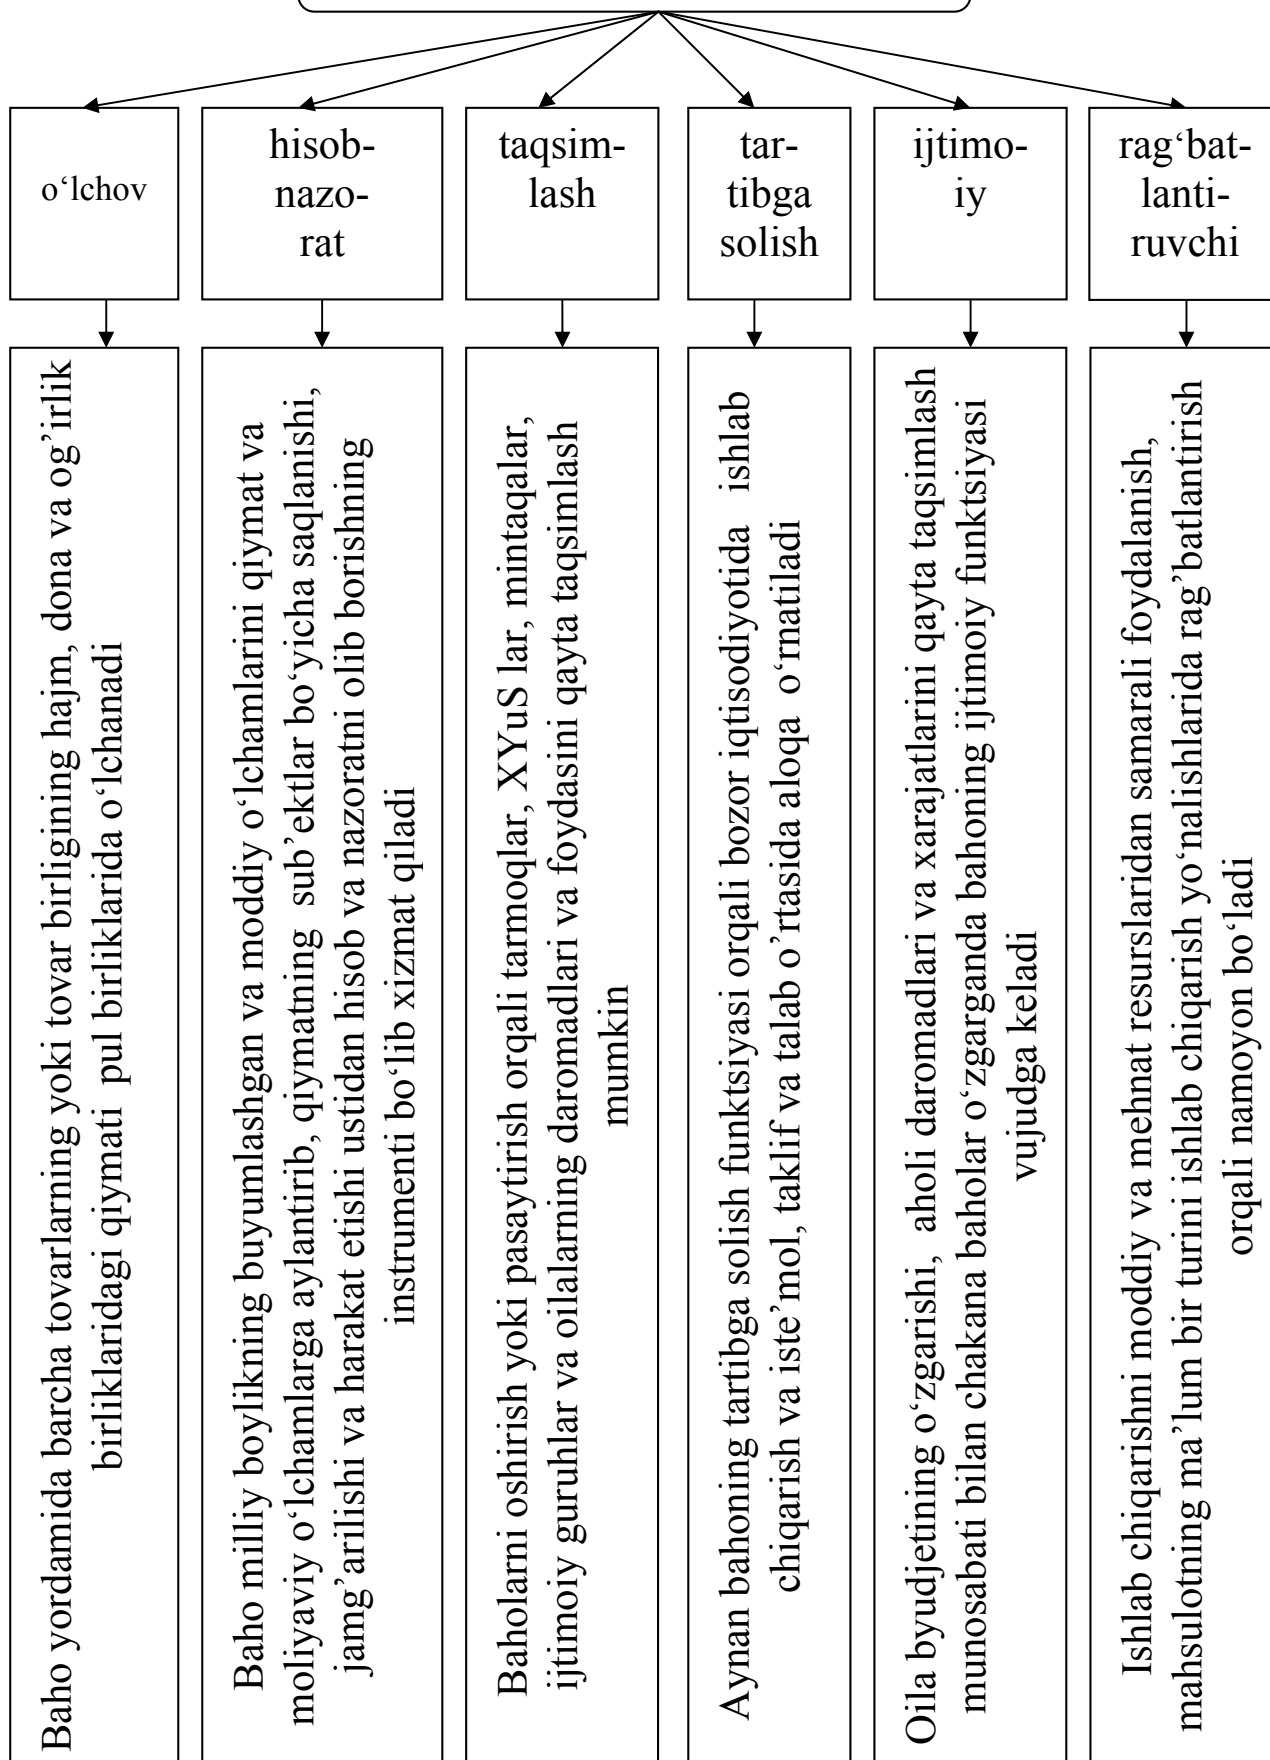 o‘lchov
hisob-
nazo-
rat
taqsim-
lash
tar-
tibga
solish
ijtimo-
iy
rag‘bat-
lanti-
ruvchi
Baho yordamida barcha tovarlarning yoki tovar birligining hajm, dona va og’irlik
birliklaridagi qiymati pul birliklarida o‘lchanadi
Baho milliy boylikning buyumlashgan va moddiy o‘lchamlarini qiymat va
moliyaviy o‘lchamlarga aylantirib, qiymatning sub’ektlar bo‘yicha saqlanishi,
jamg’arilishi va harakat etishi ustidan hisob va nazoratni olib borishning
instrumenti bo‘lib xizmat qiladi
Baholarni oshirish yoki pasaytirish orqali tarmoqlar, XYuS lar, mintaqalar,
ijtimoiy guruhlar va oilalarning daromadlari va foydasini qayta taqsimlash
mumkin
Aynan bahoning tartibga solish funktsiyasi orqali bozor iqtisodiyotida ishlab
chiqarish va iste’mol, taklif va talab o’rtasida aloqa o‘rnatiladi
Oila byudjetining o‘zgarishi, aholi daromadlari va xarajatlarini qayta taqsimlash
munosabati bilan chakana baholar o‘zgarganda bahoning ijtimoiy funktsiyasi
vujudga keladi
Ishlab chiqarishni moddiy va mehnat resurslaridan samarali foydalanish,
mahsulotning ma’lum bir turini ishlab chiqarish yo‘nalishlarida rag’batlantirish
orqali namoyon bo‘ladi